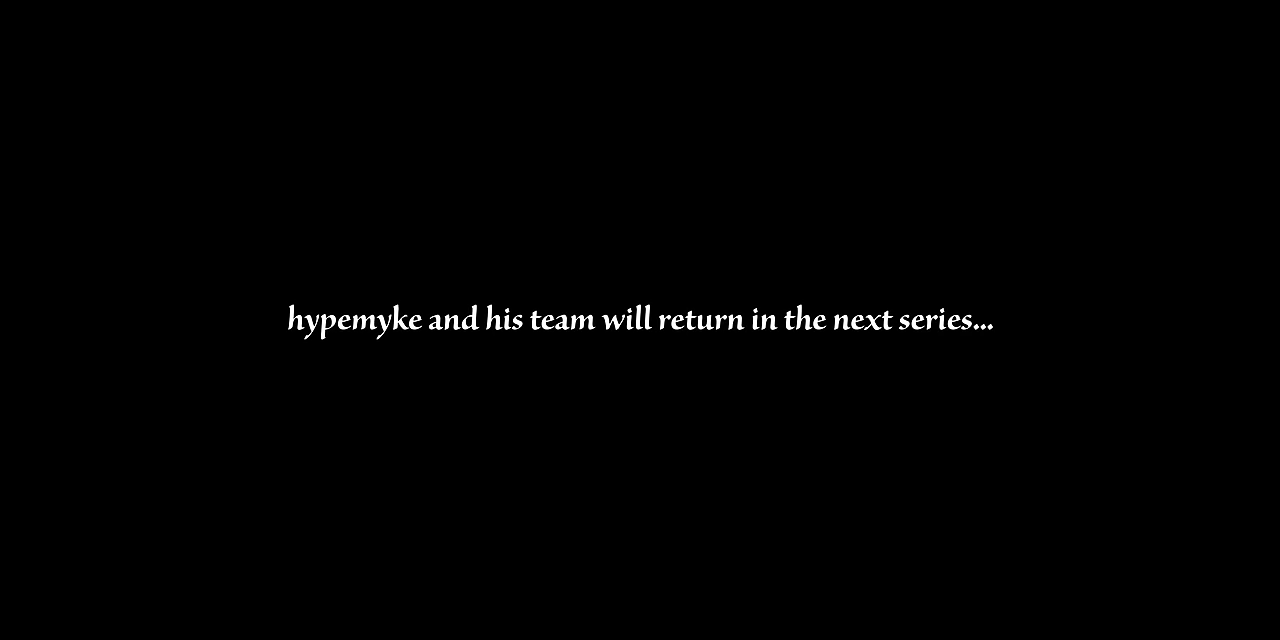 hypemyke and his team will return in the next series...